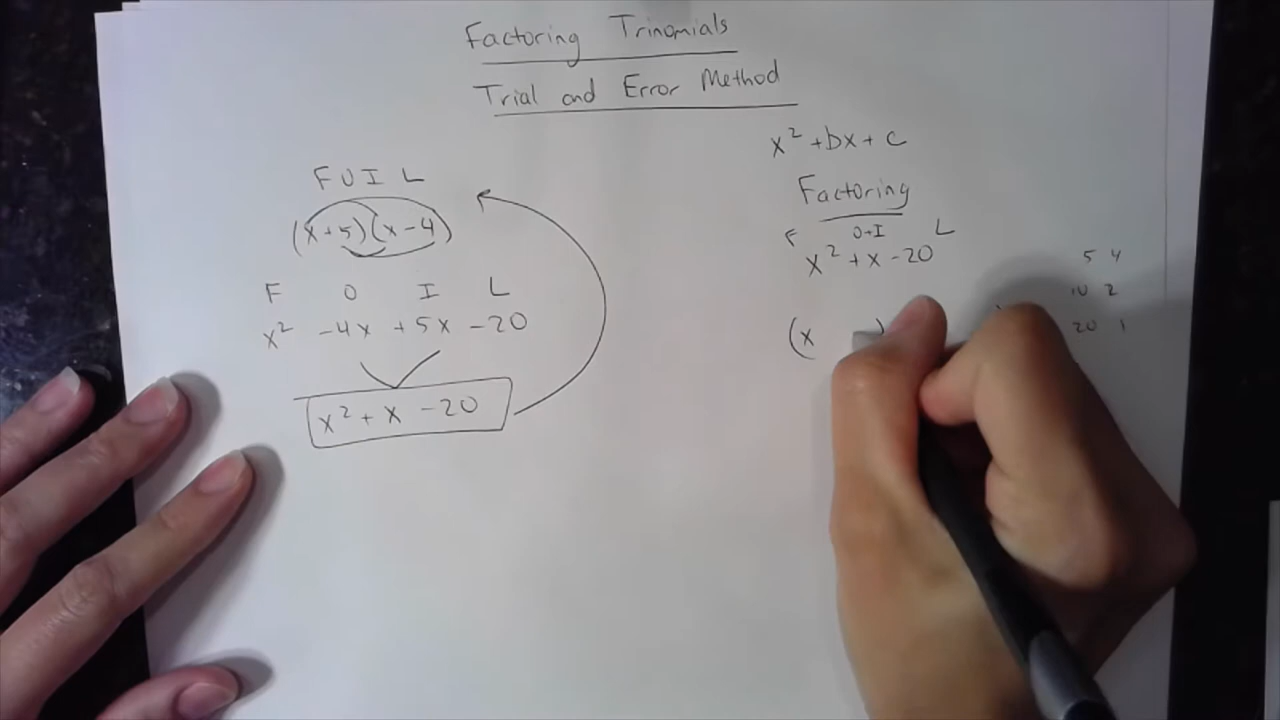 Factoring Trinomials
Trial and Error Method
F O I L
(x+5)(x-4)
F O I L
x² -4x +5x -20
x² + x -20
x² + bx + c
Factoring
F O+I L
x² + x - 20
(x )
5 4
10 2
20 1